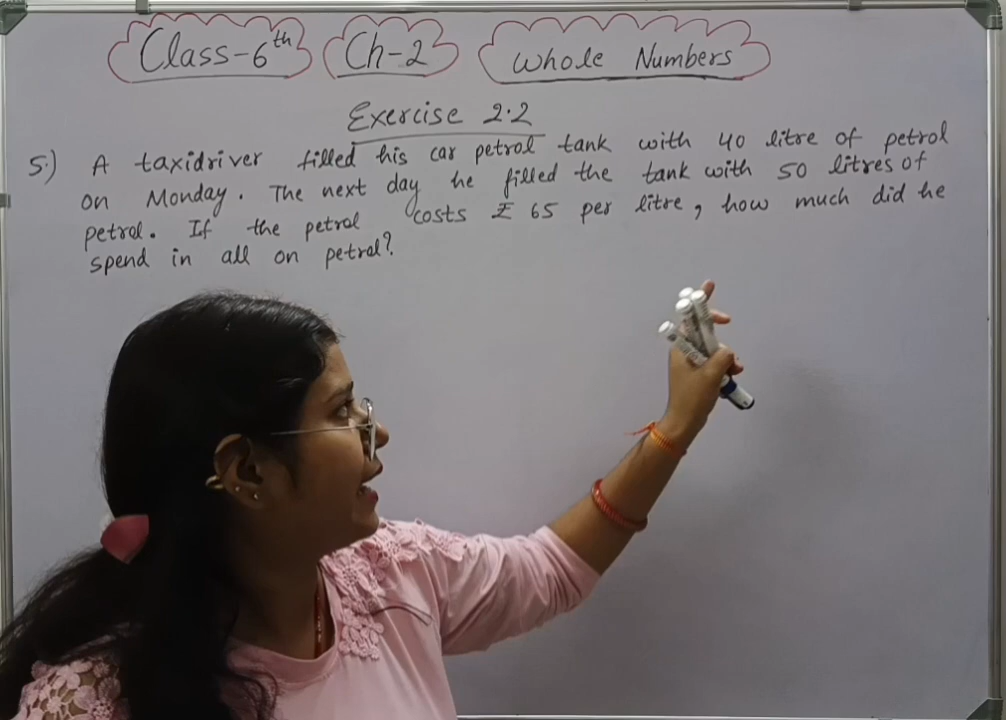 Class-6th Ch-2 Whole Numbers
Exercise 2.2
5.) A taxidriver filled his car petrol tank with 40 litre of petrol
on Monday. The next day he filled the tank with 50 litres of
petrol. If the petrol costs ₹ 65 per litre, how much did he
spend in all on petrol?